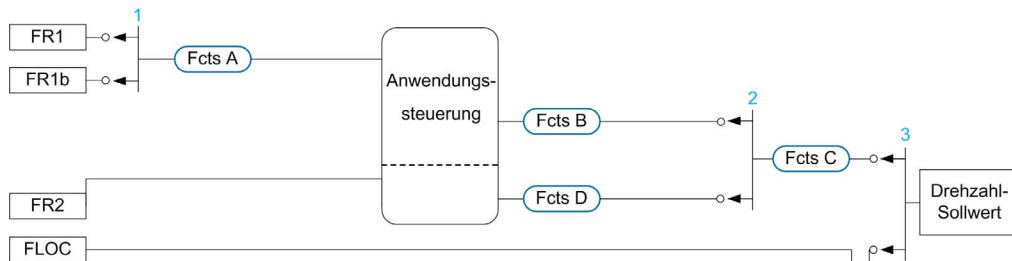 1
FR1
Fcts A
FR1b
Anwendungs-
steuerung
2
Fcts B
3
Fcts C
Drehzahl-
Sollwert
Fcts D
FR2
FLOC